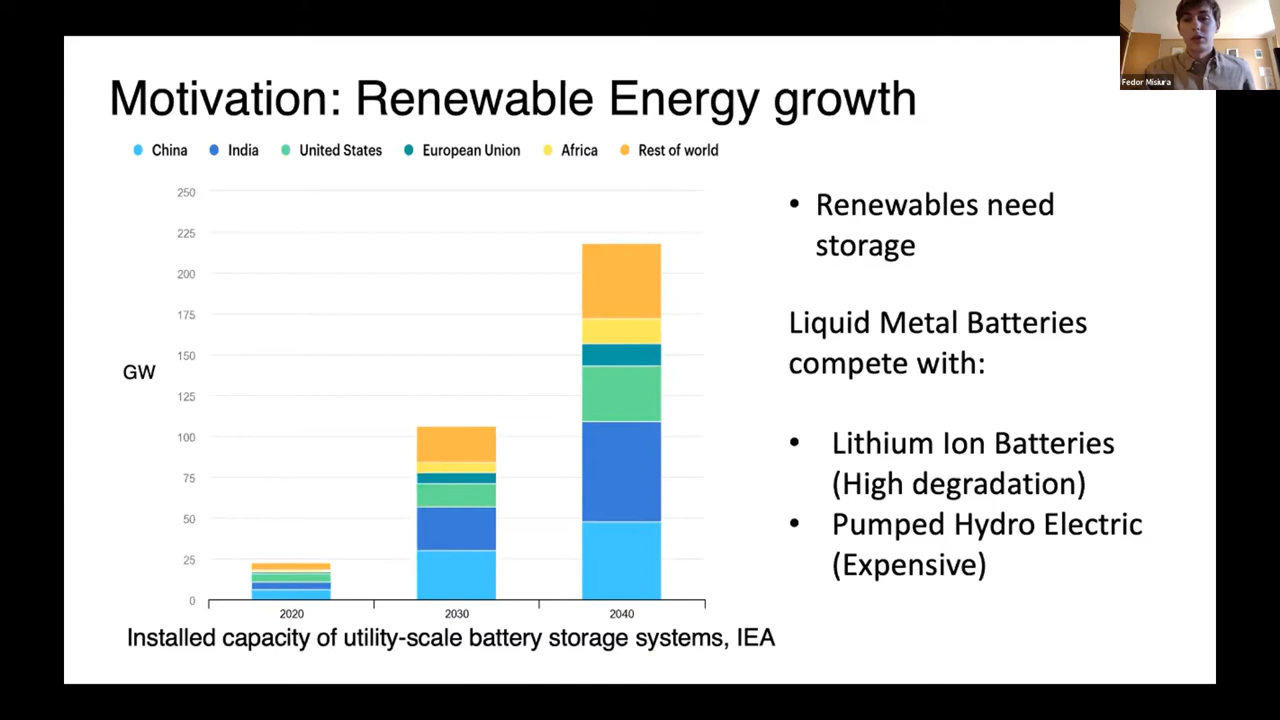 Fedor Misiura
Motivation: Renewable Energy growth
China India United States European Union Africa Rest of world
250
225
200
175
150
125
100
75
50
25
0
GW
2020 2030 2040
Installed capacity of utility-scale battery storage systems, IEA
• Renewables need
storage
Liquid Metal Batteries
compete with:
• Lithium Ion Batteries
(High degradation)
• Pumped Hydro Electric
(Expensive)